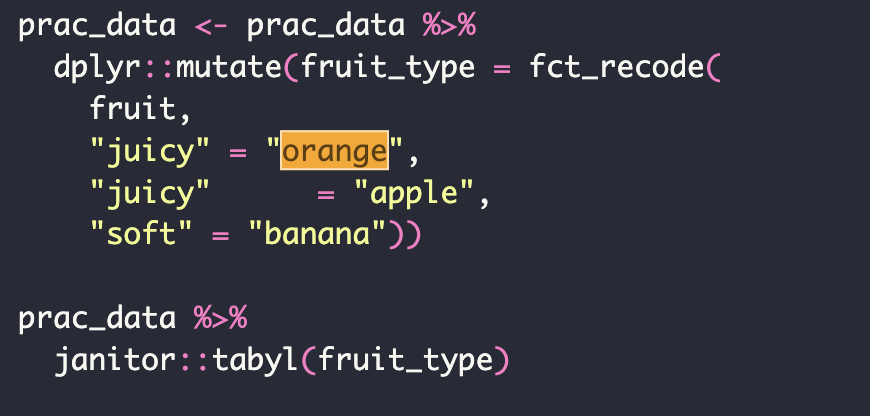 prac_data <- prac_data %>%
  dplyr::mutate(fruit_type = fct_recode(
    fruit,
    "juicy" = "orange",
    "juicy"      = "apple",
    "soft" = "banana"))

prac_data %>%
  janitor::tabyl(fruit_type)